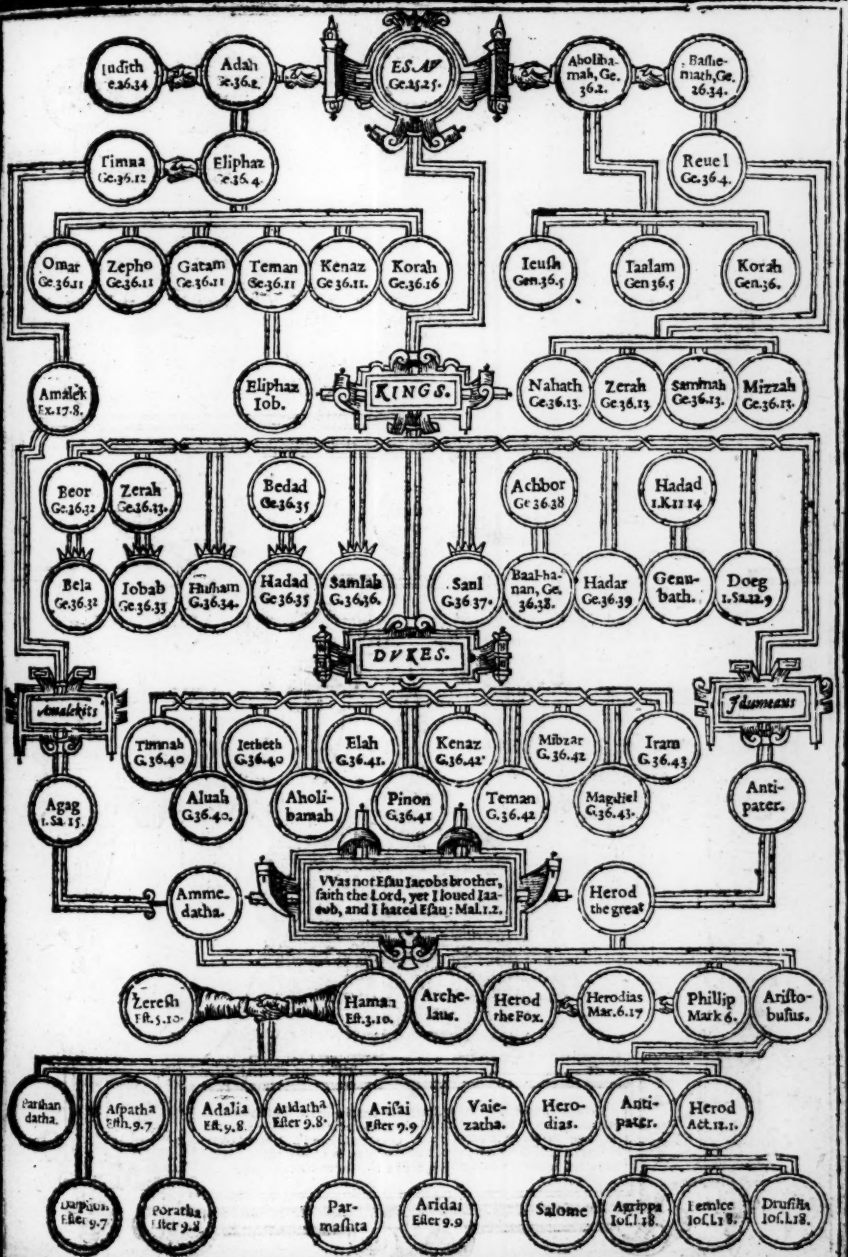 Iudith
e.26.34
Adah
Ge.36.2.
ESAV
Ge.25.25.
Aholiba-
mah, Ge.
36.2.
Bashe-
math, Ge.
26.34.
Timna
Ge.36.12
Eliphaz
Ge.36.4.
Reuel
Ge.36.4.
Omar
Ge.36.11
Zepho
Ge.36.11
Gatam
Ge.36.11
Teman
Ge.36.11
Kenaz
Ge 36.11.
Korah
Ge.36.16
Ieush
Gen.36.5
Iaalam
Gen 36.5
Korah
Gen.36.
Amalek
Ex.17.8.
Eliphaz
Iob.
KINGS.
Nahath
Ge.36.13.
Zerah
Ge.36.13
Sammah
Ge.36.13.
Mizzah
Ge.36.13.
Beor
Ge.36.32
Zerah
Ge.36.33.
Bedad
Ge.36.35
Achbor
Ge 36.38
Hadad
1.K.11 14
Bela
Ge.36.32
Iobab
Ge.36.33
Husham
G.36.34.
Hadad
Ge.36.35
Samlah
G.36.36.
Saul
G.36 37.
Baal-ha-
nan, Ge.
36.38.
Hadar
Ge.36.39
Genu-
bath.
Doeg
1.Sa.22.9
DVKES.
Amalekits
Idumeans
Timnah
G.36.40
Ietheth
G.36.40
Elah
G.36.41.
Kenaz
G.36.42
Mibzar
G.36.42
Iram
G.36.43
Agag
1.Sa.15.
Aluah
G.36.40.
Aholi-
bamah
Pinon
G.36.41
Teman
G.36.42
Magdiel
G.36.43.
Anti-
pater.
Amme-
datha.
VVas not Esau Iacobs brother,
saith the Lord, yet I loued Iaa-
cob, and I hated Esau: Mal.1.2.
Herod
the great
Zeresh
Est.5.10.
Haman
Est.3.10.
Arche-
laus.
Herod
the Fox.
Herodias
Mar.6.17
Phillip
Mark 6.
Aristo-
bulus.
Parshan
datha.
Aspatha
Esth.9.7
Adalia
Est.9.8.
Aridatha
Ester 9.8.
Arisai
Ester 9.9
Vaie-
zatha.
Hero-
dias.
Anti-
pater.
Herod
Act.12.1.
Dalphon
Ester 9.7
Poratha
Ester 9.8
Par-
mashta
Aridai
Ester 9.9
Salome
Agrippa
Ios.l.18.
Bernice
Ios.l.18.
Drusilla
Ios.l.18.